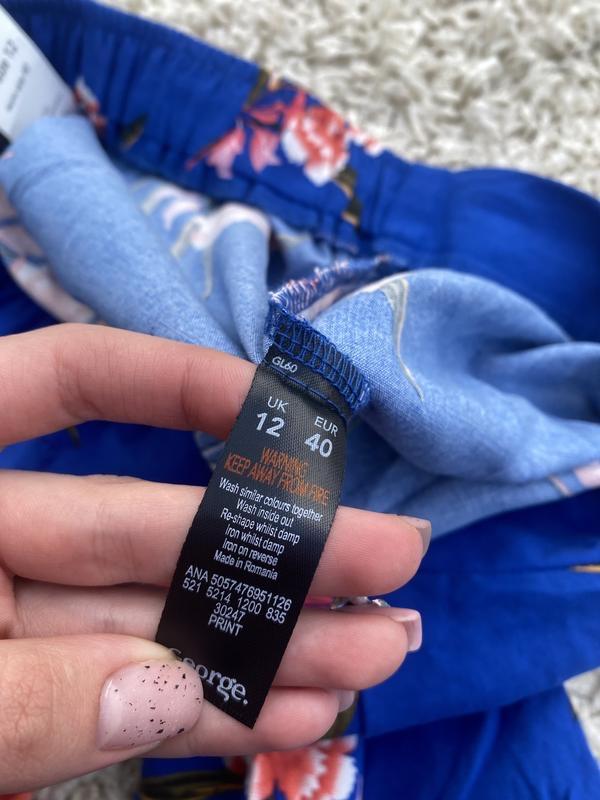 GL60
UK EUR
12 40
WARNING
KEEP AWAY FROM FIRE
Wash similar colours together
Wash inside out
Re-shape whilst damp
Iron whilst damp
Iron on reverse
Made in Romania
ANA 5057476951126
521 5214 1200 835
30247
PRINT
George.